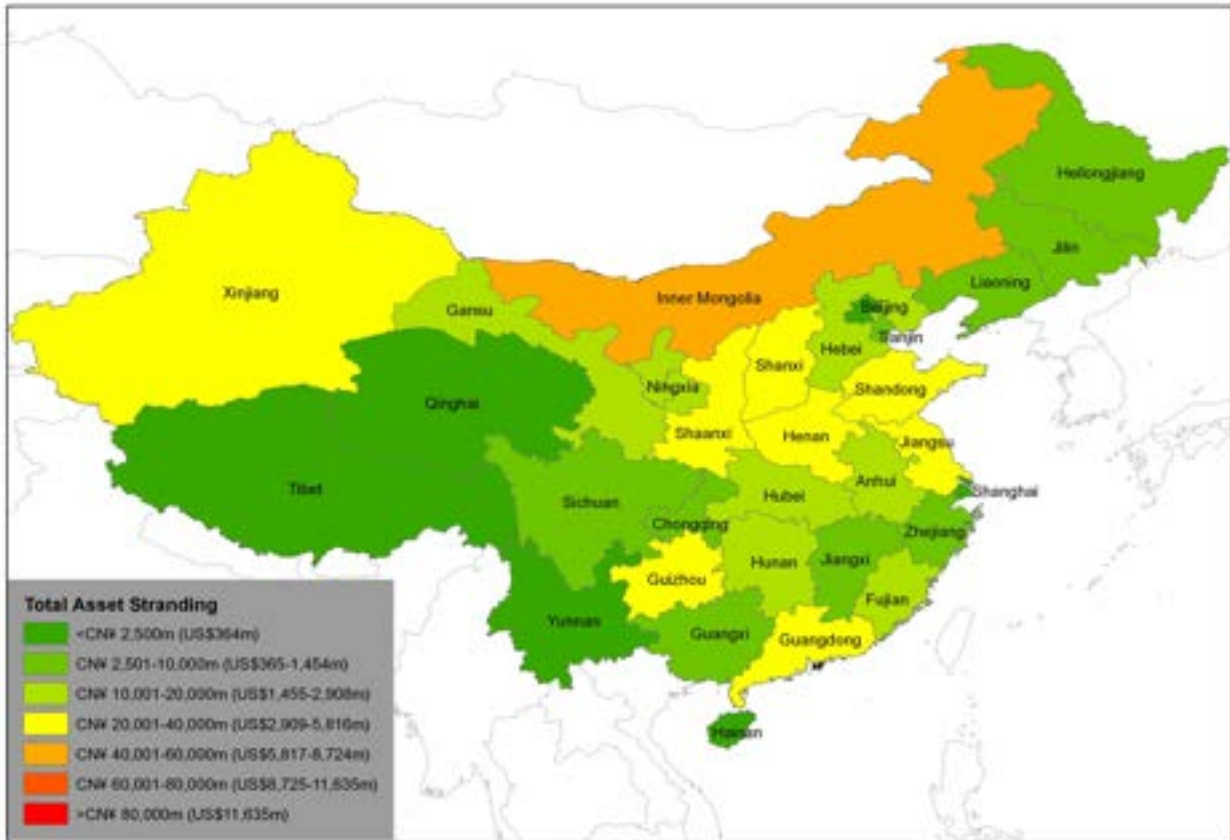 Heilongjiang
Jilin
Liaoning
Xinjiang
Inner Mongolia
Gansu
Beijing
Tianjin
Hebei
Shanxi
Ningxia
Shandong
Qinghai
Shaanxi
Henan
Jiangsu
Tibet
Sichuan
Hubei
Anhui
Shanghai
Chongqing
Zhejiang
Guizhou
Hunan
Jiangxi
Fujian
Yunnan
Guangxi
Guangdong
Hainan
Total Asset Stranding
<CN¥ 2,500m (US$364m)
CN¥ 2,501-10,000m (US$365-1,454m)
CN¥ 10,001-20,000m (US$1,455-2,908m)
CN¥ 20,001-40,000m (US$2,909-5,816m)
CN¥ 40,001-60,000m (US$5,817-8,724m)
CN¥ 60,001-80,000m (US$8,725-11,635m)
>CN¥ 80,000m (US$11,635m)